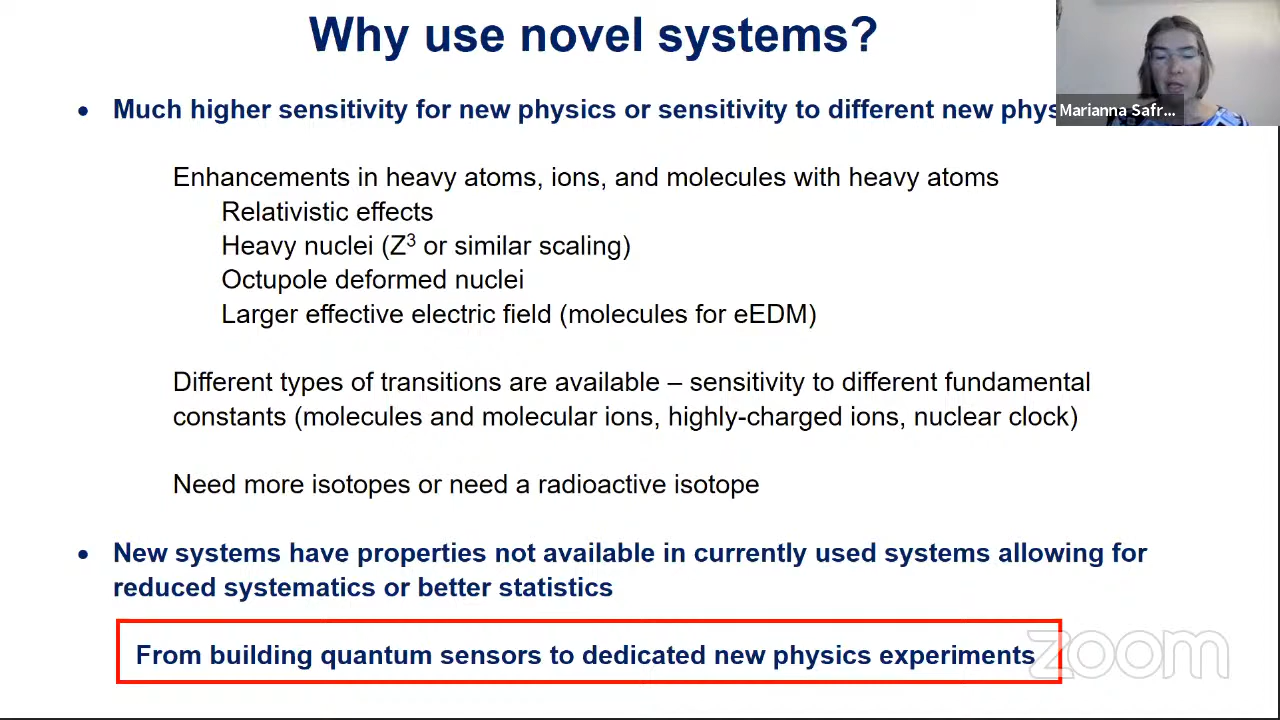 Why use novel systems?
• Much higher sensitivity for new physics or sensitivity to different new
Marianna Safr...
Enhancements in heavy atoms, ions, and molecules with heavy atoms
Relativistic effects
Heavy nuclei (Z³ or similar scaling)
Octupole deformed nuclei
Larger effective electric field (molecules for eEDM)
Different types of transitions are available – sensitivity to different fundamental
constants (molecules and molecular ions, highly-charged ions, nuclear clock)
Need more isotopes or need a radioactive isotope
• New systems have properties not available in currently used systems allowing for
reduced systematics or better statistics
From building quantum sensors to dedicated new physics experiments
zoom